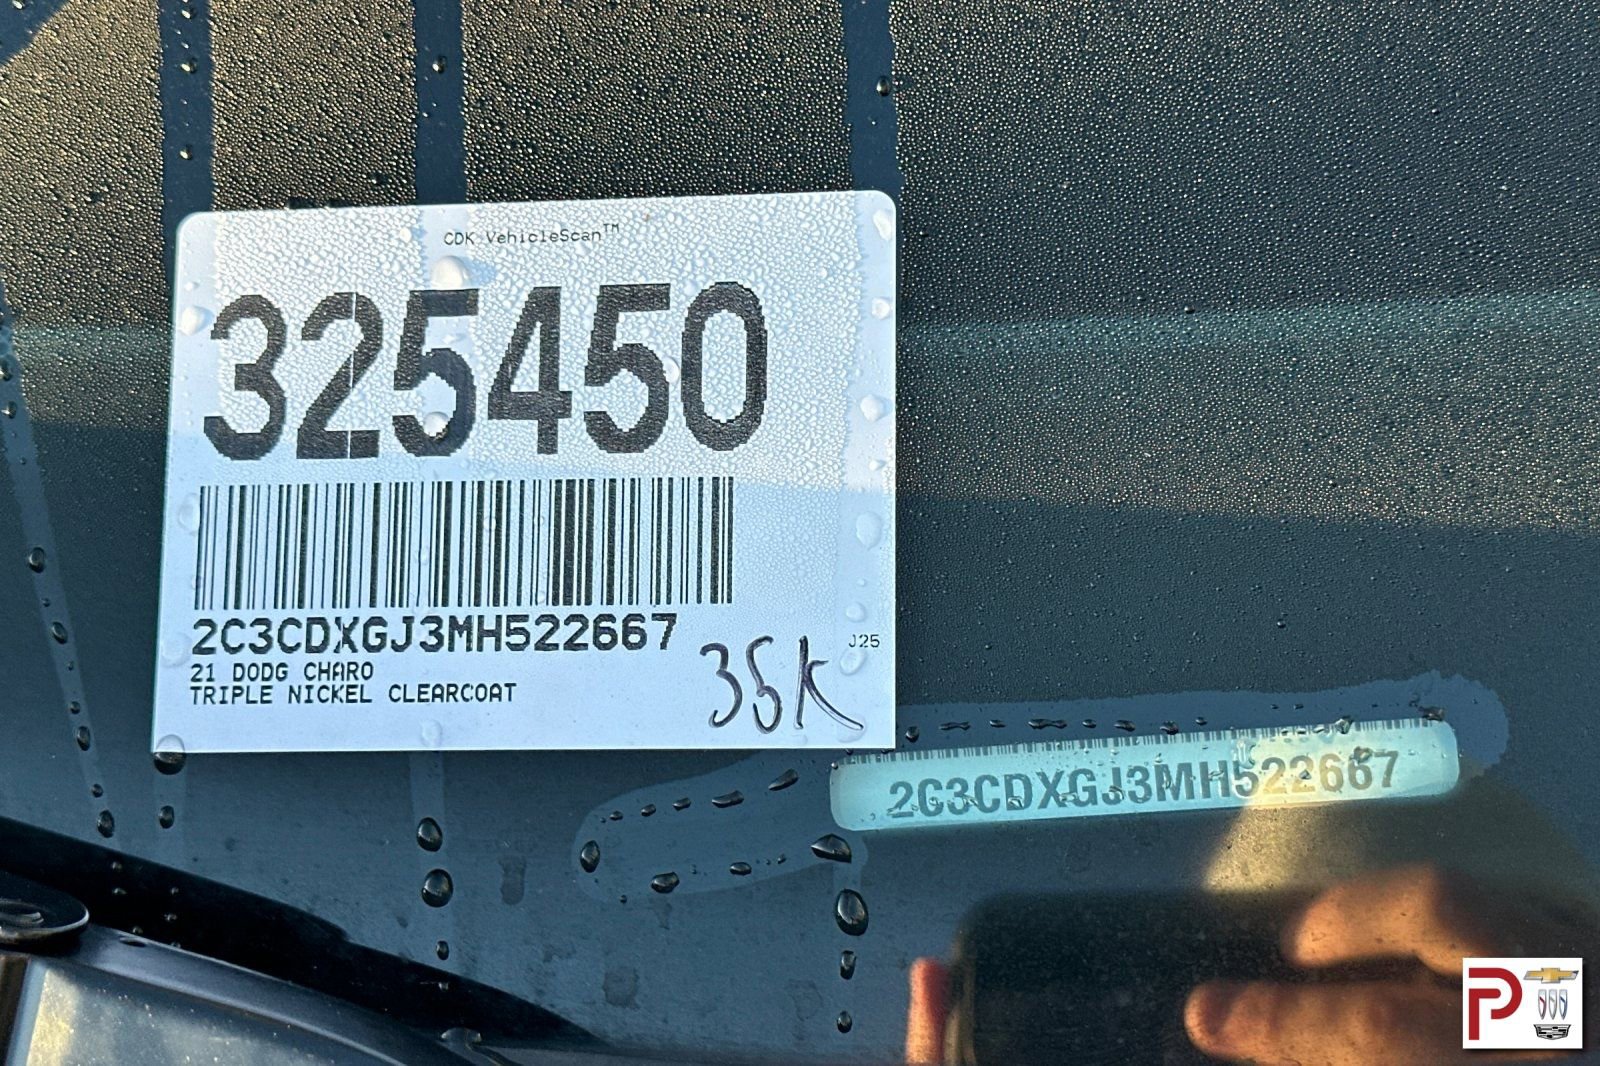 CDK VehicleScan™
325450
2C3CDXGJ3MH522667
21 DODG CHARO
TRIPLE NICKEL CLEARCOAT
35K
J25
2C3CDXGJ3MH522667
P